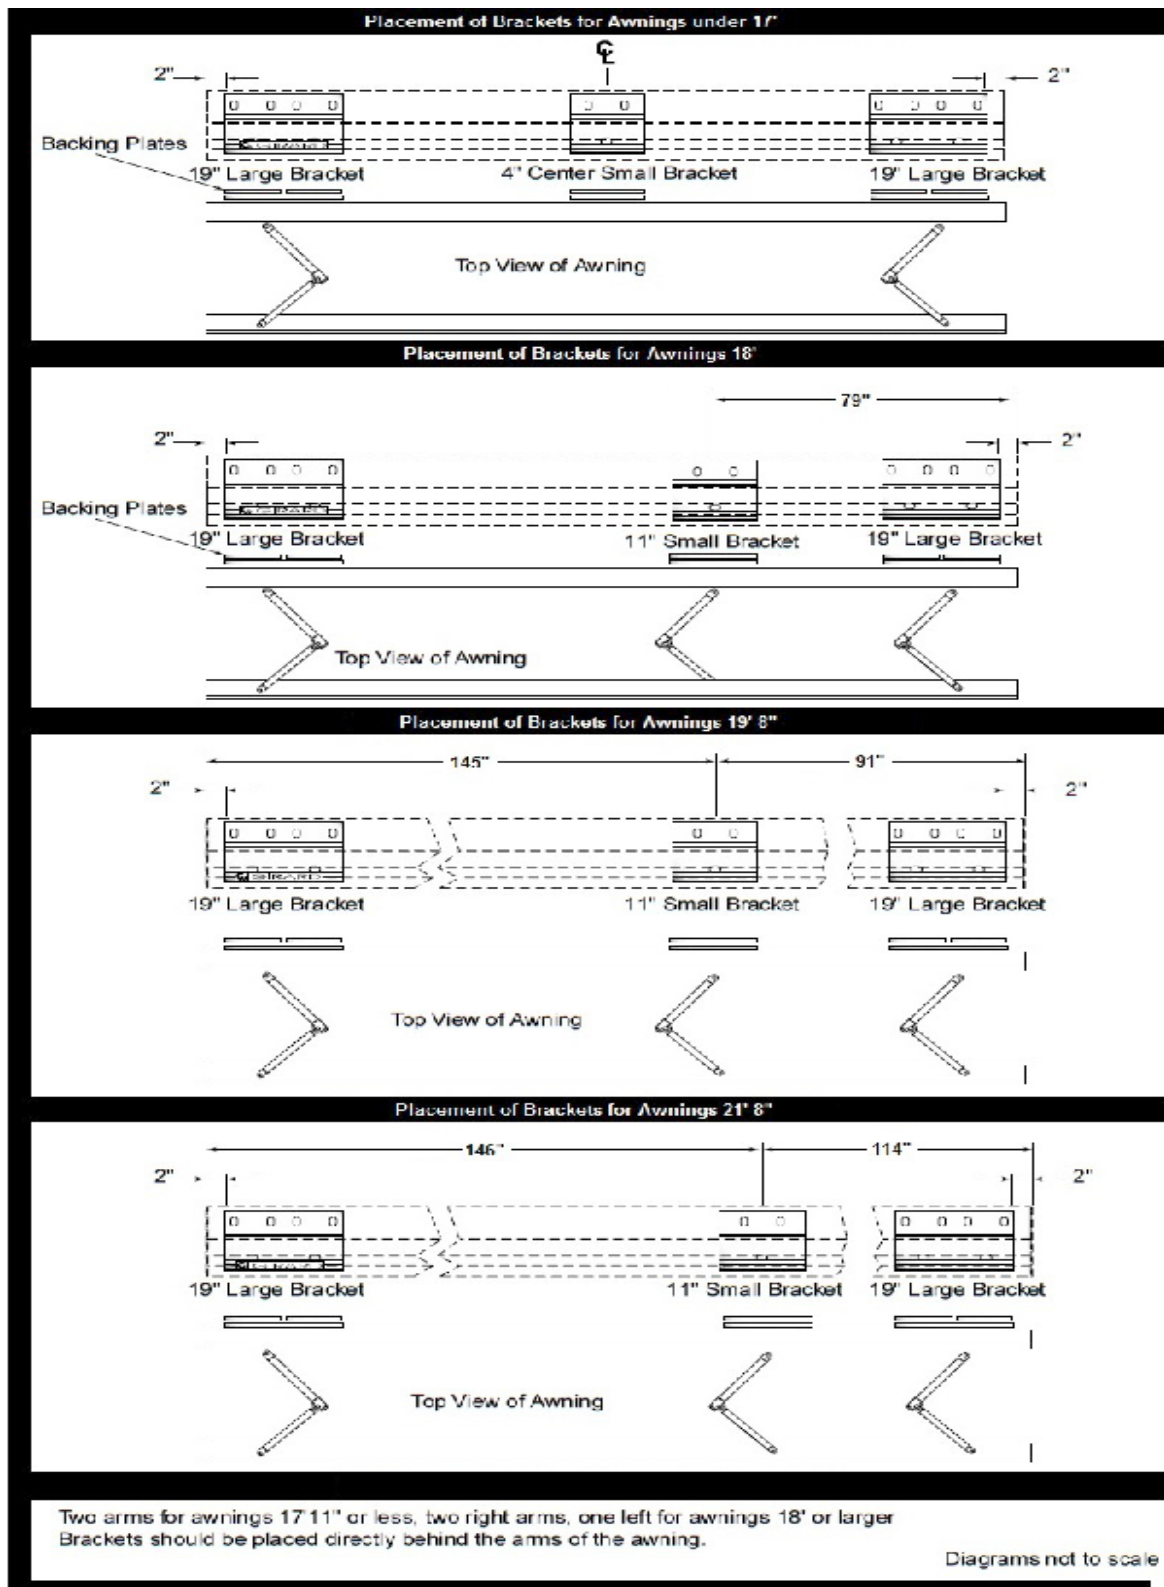 Placement of Brackets for Awnings under 17'
℄
2" 2"
Backing Plates
19" Large Bracket 4" Center Small Bracket 19" Large Bracket
Top View of Awning
Placement of Brackets for Awnings 18'
79"
2" 2"
Backing Plates
19" Large Bracket 11" Small Bracket 19" Large Bracket
Top View of Awning
Placement of Brackets for Awnings 19' 8"
145" 91"
2" 2"
GIRARD
19" Large Bracket 11" Small Bracket 19" Large Bracket
Top View of Awning
Placement of Brackets for Awnings 21' 8"
146" 114"
2" 2"
19" Large Bracket 11" Small Bracket 19" Large Bracket
Top View of Awning
Two arms for awnings 17'11" or less, two right arms, one left for awnings 18' or larger
Brackets should be placed directly behind the arms of the awning.
Diagrams not to scale